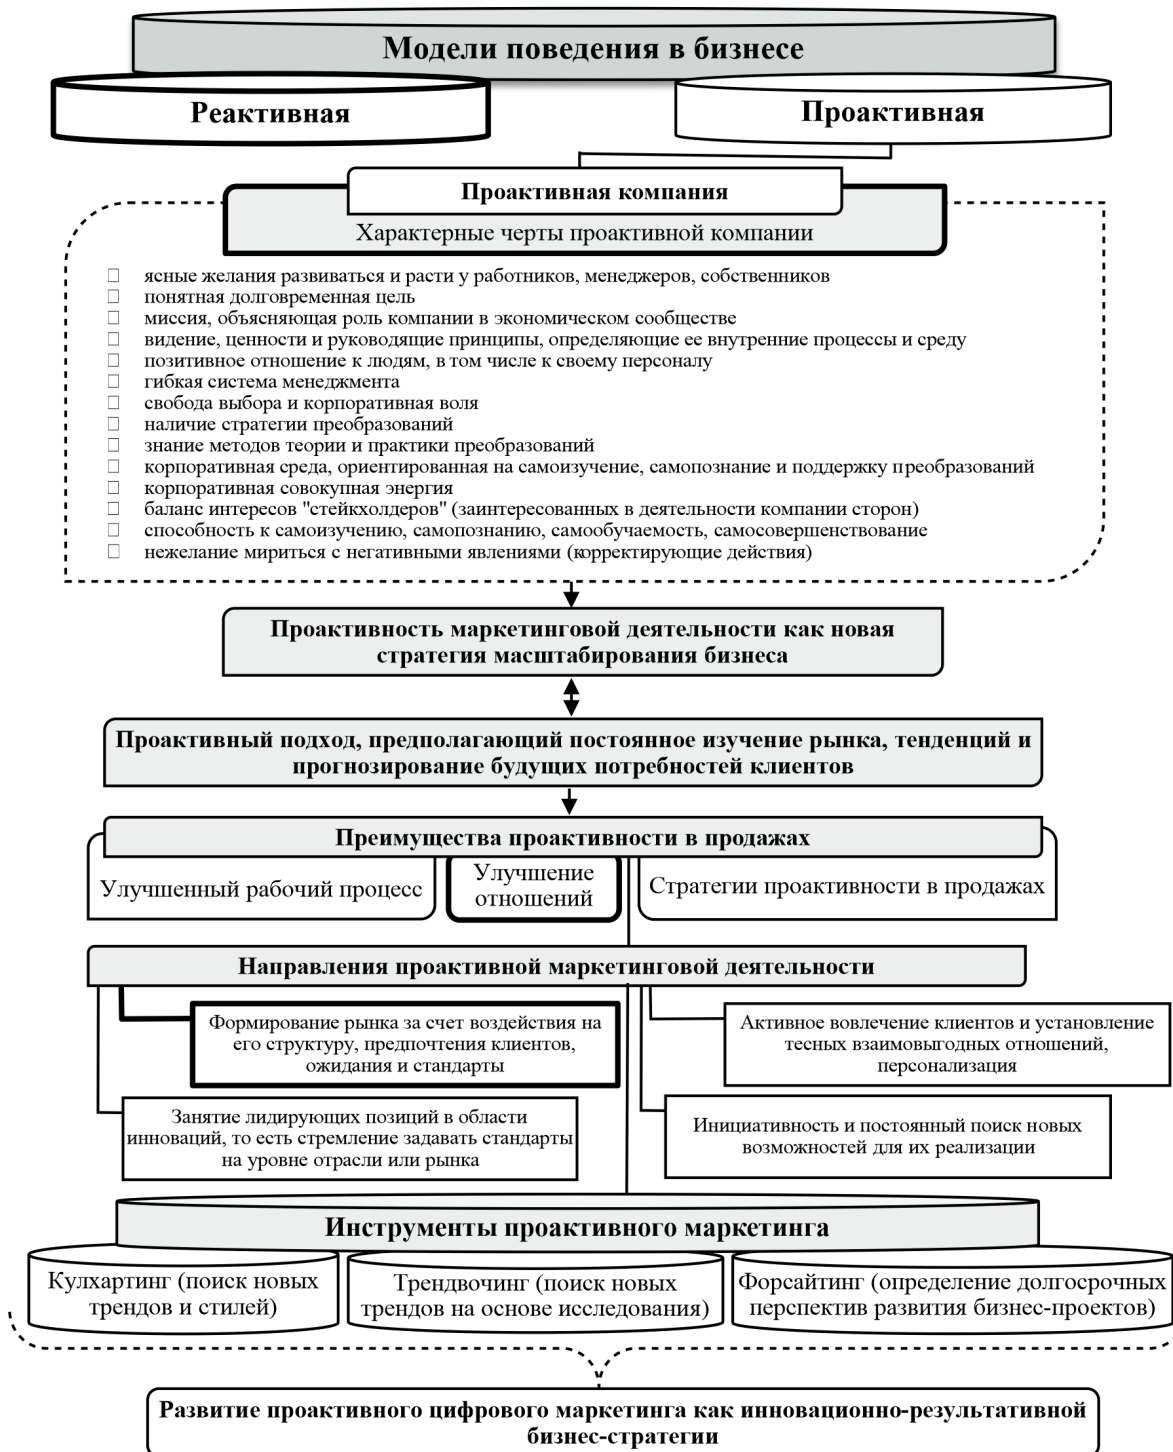 Модели поведения в бизнесе
Реактивная
Проактивная
Проактивная компания
Характерные черты проактивной компании
ясные желания развиваться и расти у работников, менеджеров, собственников
понятная долговременная цель
миссия, объясняющая роль компании в экономическом сообществе
видение, ценности и руководящие принципы, определяющие ее внутренние процессы и среду
позитивное отношение к людям, в том числе к своему персоналу
гибкая система менеджмента
свобода выбора и корпоративная воля
наличие стратегии преобразований
знание методов теории и практики преобразований
корпоративная среда, ориентированная на самоизучение, самопознание и поддержку преобразований
корпоративная совокупная энергия
баланс интересов "стейкхолдеров" (заинтересованных в деятельности компании сторон)
способность к самоизучению, самопознанию, самообучаемость, самосовершенствование
нежелание мириться с негативными явлениями (корректирующие действия)
Проактивность маркетинговой деятельности как новая
стратегия масштабирования бизнеса
Проактивный подход, предполагающий постоянное изучение рынка, тенденций и
прогнозирование будущих потребностей клиентов
Преимущества проактивности в продажах
Улучшенный рабочий процесс
Улучшение
отношений
Стратегии проактивности в продажах
Направления проактивной маркетинговой деятельности
Формирование рынка за счет воздействия на
его структуру, предпочтения клиентов,
ожидания и стандарты
Активное вовлечение клиентов и установление
тесных взаимовыгодных отношений,
персонализация
Занятие лидирующих позиций в области
инноваций, то есть стремление задавать стандарты
на уровне отрасли или рынка
Инициативность и постоянный поиск новых
возможностей для их реализации
Инструменты проактивного маркетинга
Кулхартинг (поиск новых
трендов и стилей)
Трендвочинг (поиск новых
трендов на основе исследования)
Форсайтинг (определение долгосрочных
перспектив развития бизнес-проектов)
Развитие проактивного цифрового маркетинга как инновационно-результативной
бизнес-стратегии